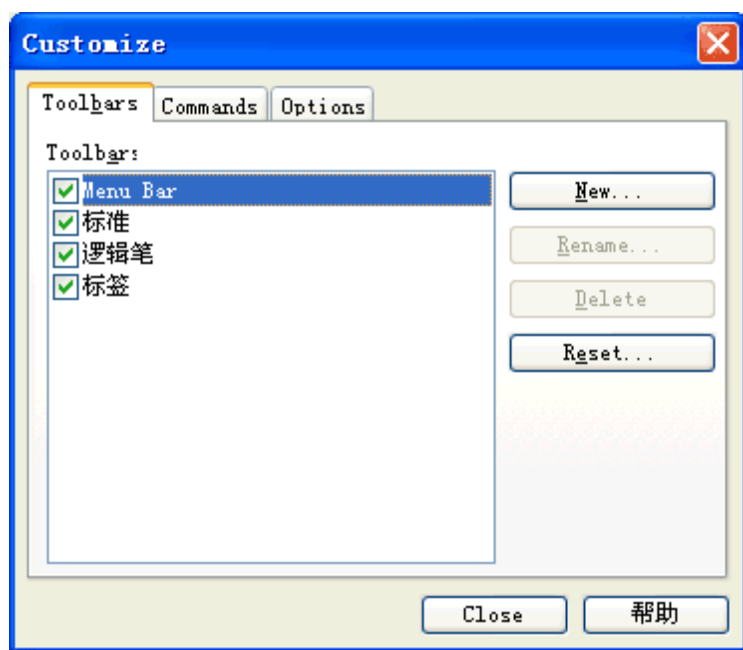 Customize
Toolbars Commands Options
Toolbar:
Menu Bar
标准
逻辑笔
标签
New...
Rename...
Delete
Reset...
Close 帮助